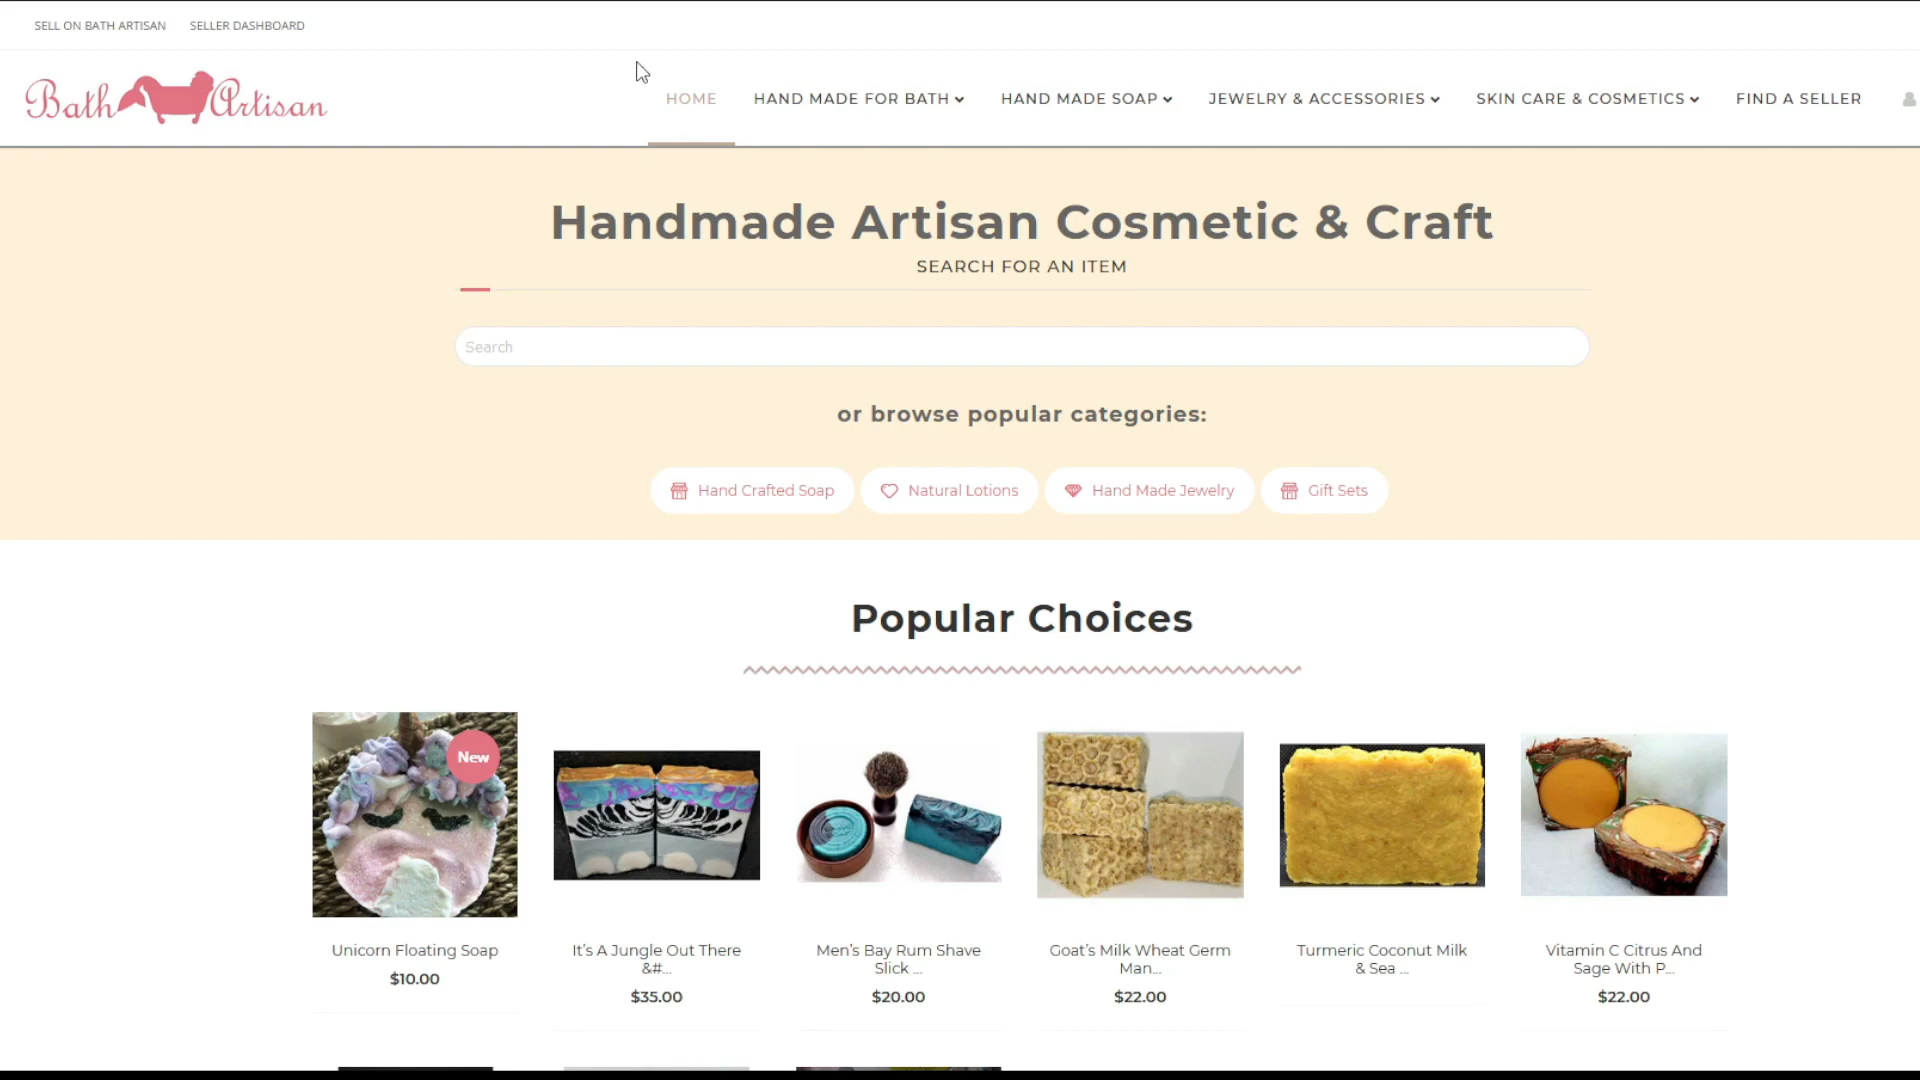 SELL ON BATH ARTISAN SELLER DASHBOARD
Bath Artisan
HOME HAND MADE FOR BATH HAND MADE SOAP JEWELRY & ACCESSORIES SKIN CARE & COSMETICS FIND A SELLER
Handmade Artisan Cosmetic & Craft
SEARCH FOR AN ITEM
Search
or browse popular categories:
Hand Crafted Soap Natural Lotions Hand Made Jewelry Gift Sets
Popular Choices
New
Unicorn Floating Soap
$10.00
It's A Jungle Out There
&#...
$35.00
Men's Bay Rum Shave
Slick ...
$20.00
Goat's Milk Wheat Germ
Man...
$22.00
Turmeric Coconut Milk
& Sea ...
Vitamin C Citrus And
Sage With P...
$22.00